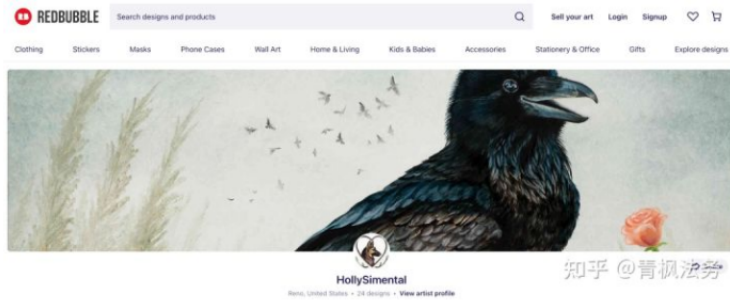 REDBUBBLE
Search designs and products
Sell your art Login Signup
Clothing Stickers Masks Phone Cases Wall Art Home & Living Kids & Babies Accessories Stationery & Office Gifts Explore designs
HollySimental
Reno, United States • 24 designs • View artist profile
知乎 @青枫法务